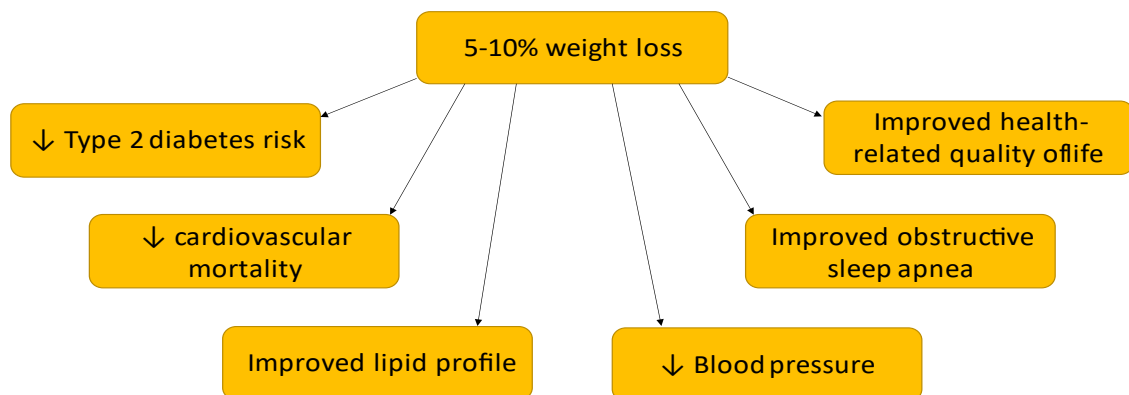 5-10% weight loss
↓ Type 2 diabetes risk
Improved health-
related quality oflife
↓ cardiovascular
mortality
Improved obstructive
sleep apnea
Improved lipid profile
↓ Blood pressure